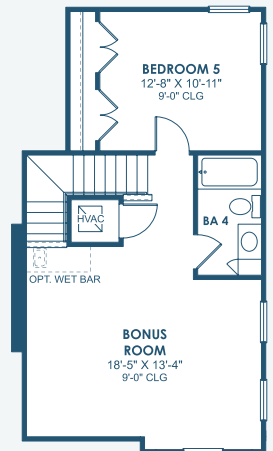 BEDROOM 5
12'-8" X 10'-11"
9'-0" CLG
BA 4
HVAC
OPT. WET BAR
BONUS
ROOM
18'-5" X 13'-4"
9'-0" CLG